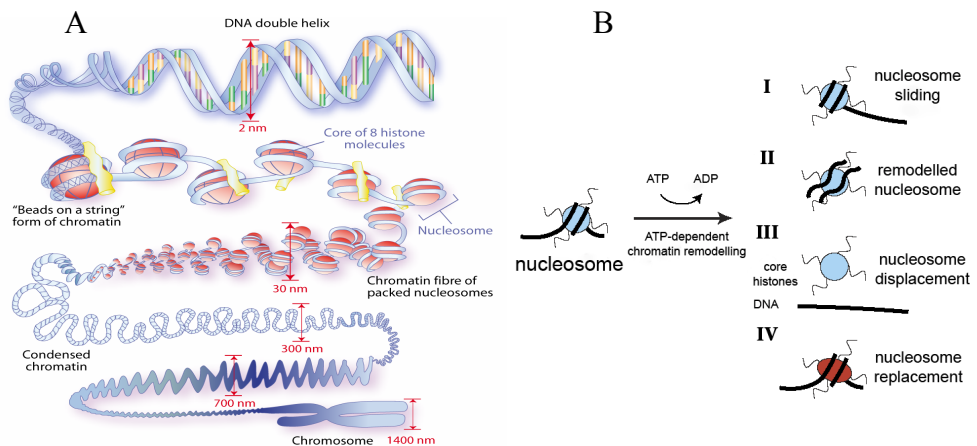 A
DNA double helix
2 nm
Core of 8 histone
molecules
"Beads on a string"
form of chromatin
Nucleosome
30 nm
Chromatin fibre of
packed nucleosomes
Condensed
chromatin
300 nm
700 nm
Chromosome
1400 nm
B
nucleosome
ATP
ADP
ATP-dependent
chromatin remodelling
I
nucleosome
sliding
II
remodelled
nucleosome
III
core
histones
nucleosome
displacement
DNA
IV
nucleosome
replacement